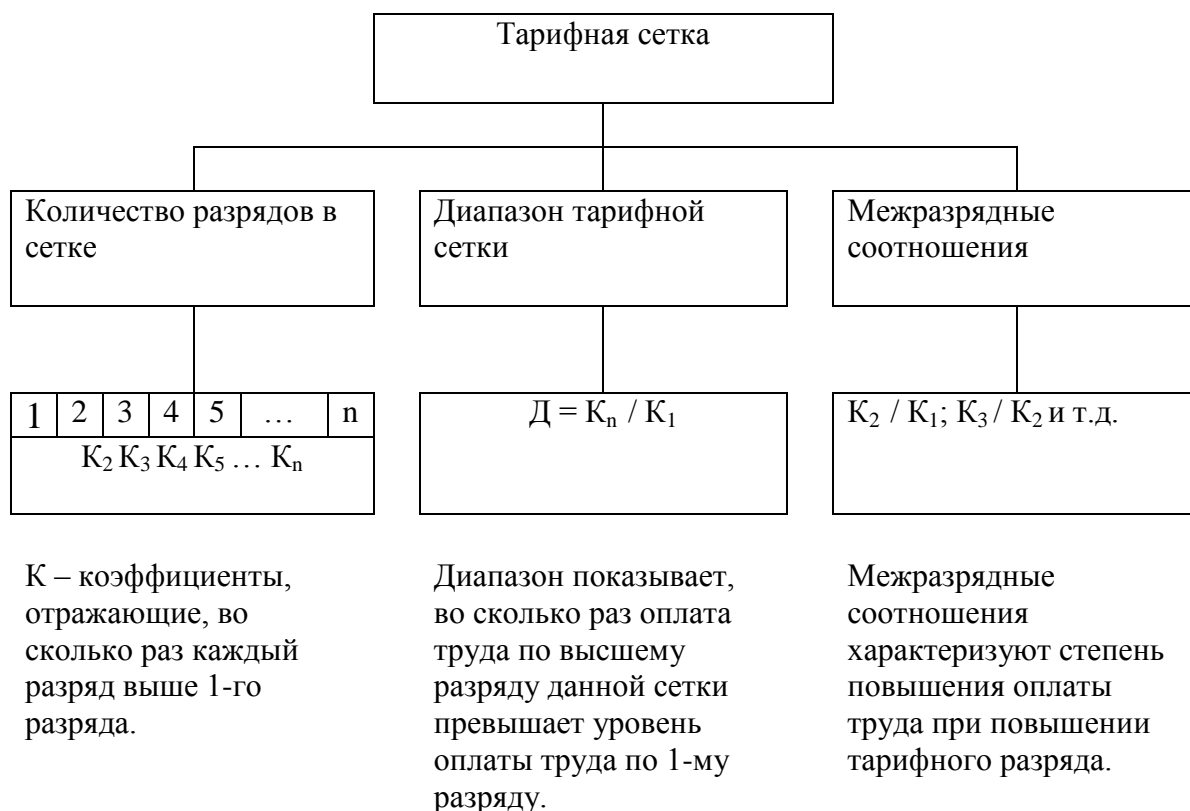 Тарифная сетка
Количество разрядов в
сетке
Диапазон тарифной
сетки
Межразрядные
соотношения
1 2 3 4 5 … n
К₂ К₃ К₄ К₅ … Кₙ
Д = Кₙ / К₁
К₂ / К₁; К₃ / К₂ и т.д.
К – коэффициенты,
отражающие, во
сколько раз каждый
разряд выше 1-го
разряда.
Диапазон показывает,
во сколько раз оплата
труда по высшему
разряду данной сетки
превышает уровень
оплаты труда по 1-му
разряду.
Межразрядные
соотношения
характеризуют степень
повышения оплаты
труда при повышении
тарифного разряда.